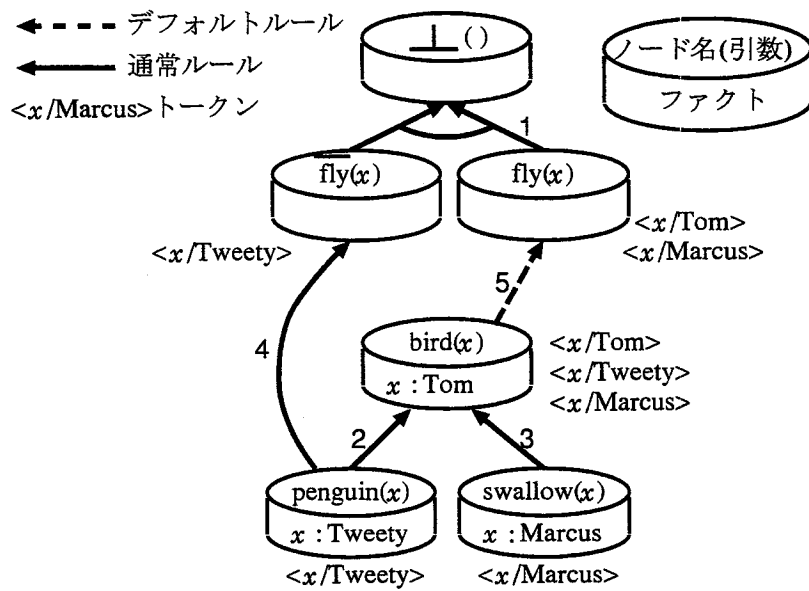 デフォルトルール
通常ルール
<x/Marcus>トークン
⊥()
ノード名(引数)
ファクト
1
f̅l̅y̅(x)
fly(x)
<x/Tweety>
<x/Tom>
<x/Marcus>
5
4
bird(x)
x : Tom
<x/Tom>
<x/Tweety>
<x/Marcus>
2
3
penguin(x)
x : Tweety
swallow(x)
x : Marcus
<x/Tweety>
<x/Marcus>